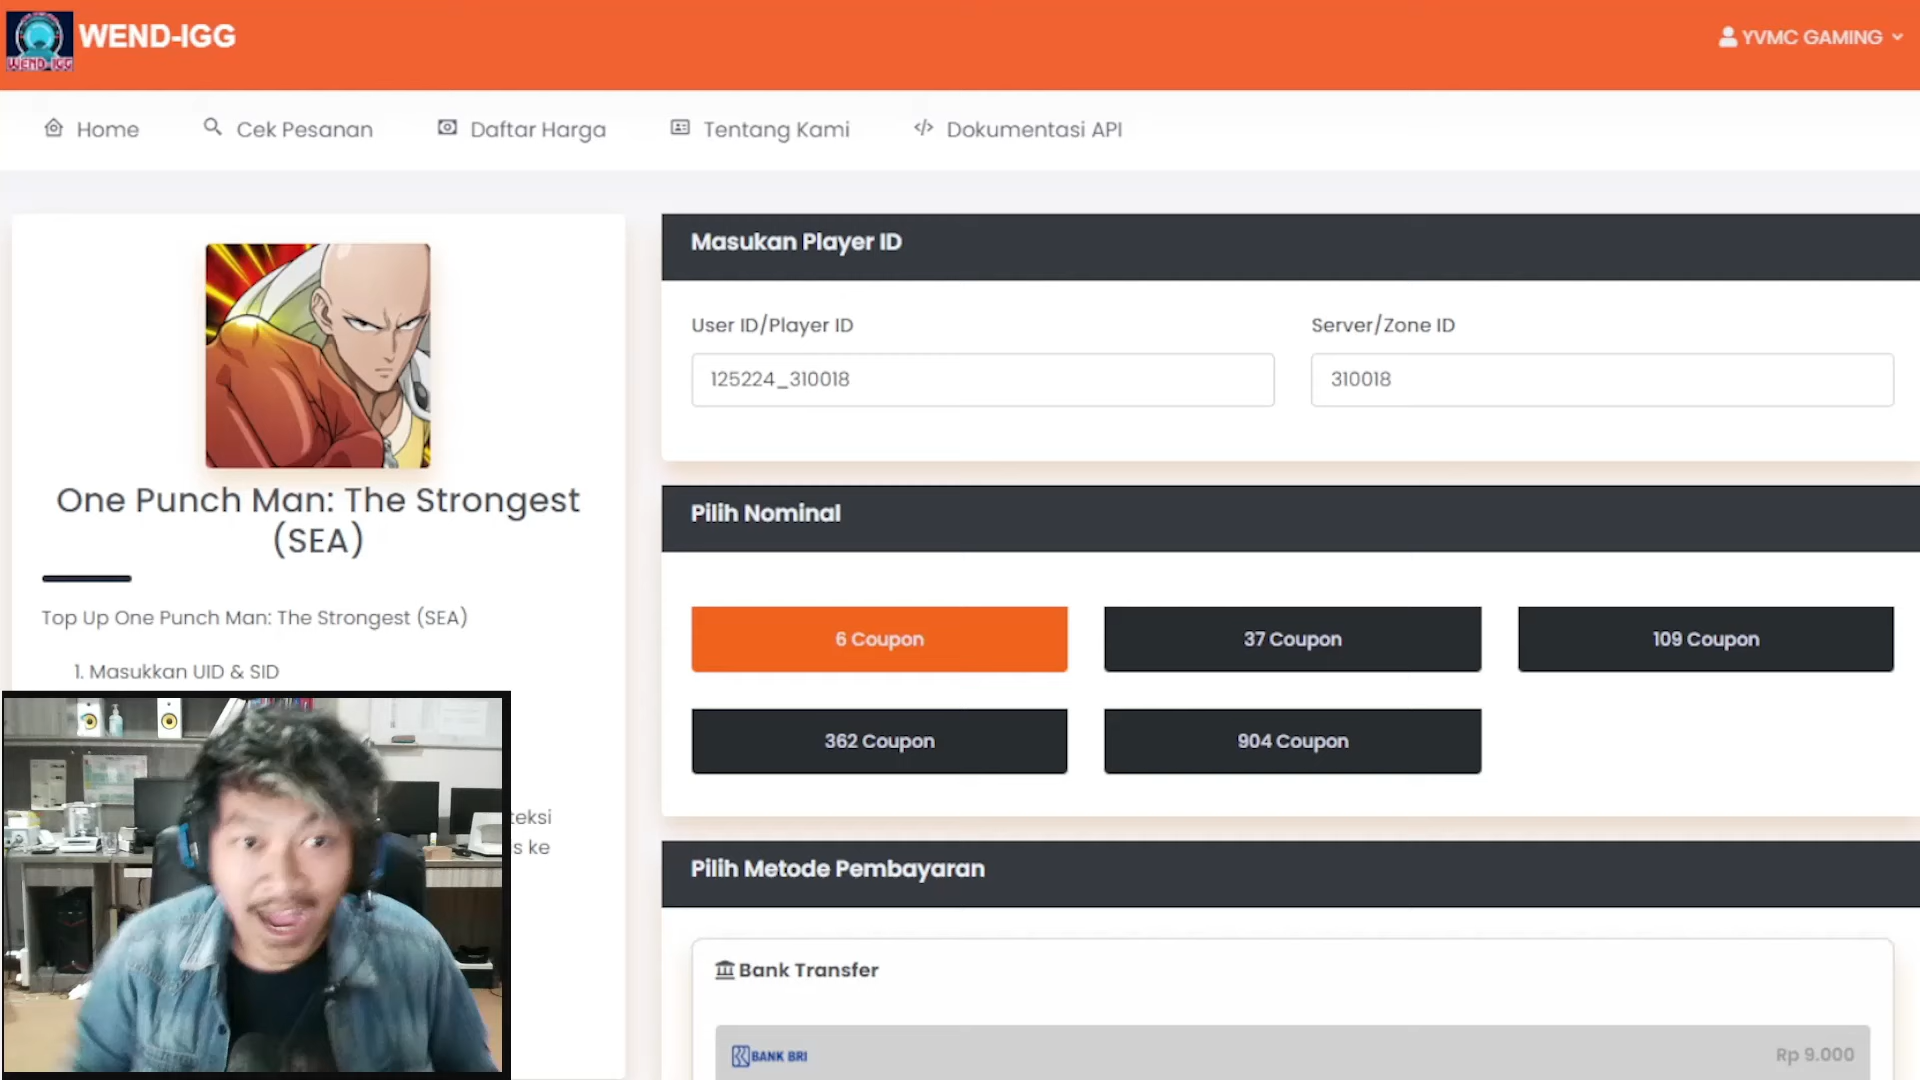 WEND-IGG
WEND-IGG
YVMC GAMING
Home
Cek Pesanan
Daftar Harga
Tentang Kami
Dokumentasi API
One Punch Man: The Strongest
(SEA)
Top Up One Punch Man: The Strongest (SEA)
1. Masukkan UID & SID
teksi
s ke
Masukan Player ID
User ID/Player ID
Server/Zone ID
125224_310018
310018
Pilih Nominal
6 Coupon
37 Coupon
109 Coupon
362 Coupon
904 Coupon
Pilih Metode Pembayaran
Bank Transfer
BANK BRI
Rp 9.000